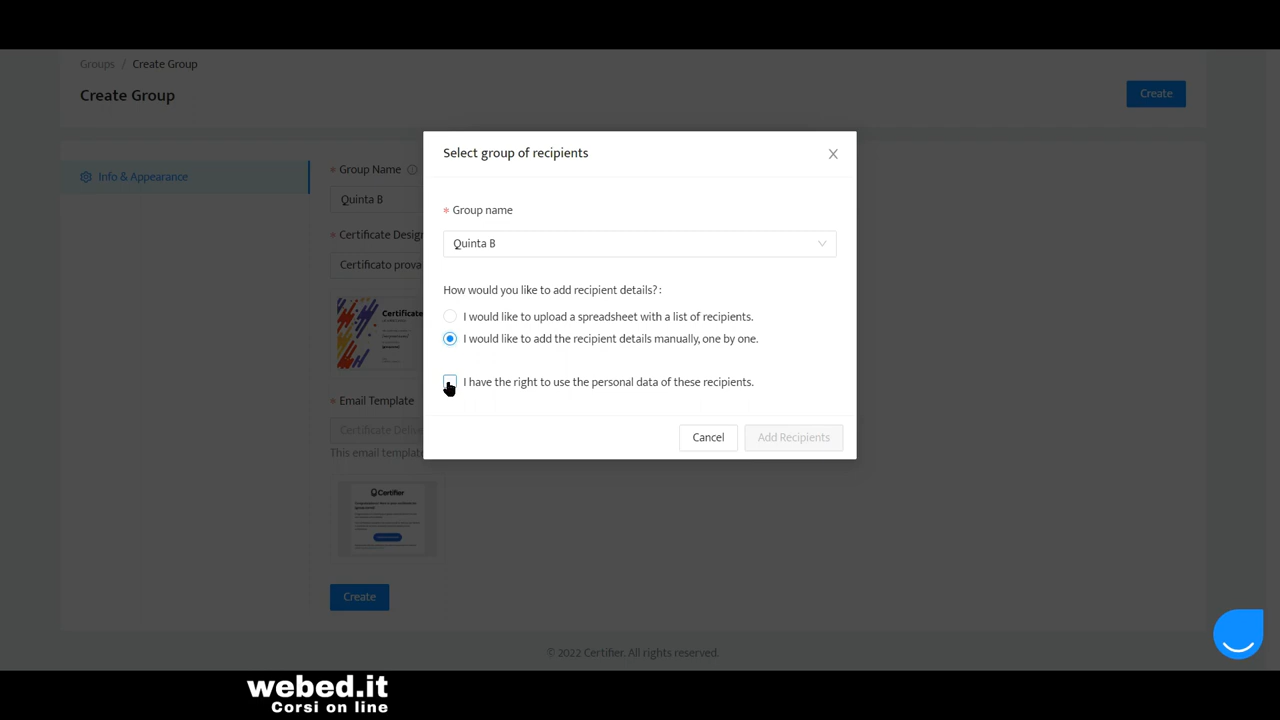 Groups / Create Group
Create Group
Create
Select group of recipients
Info & Appearance
* Group Name
Quinta B
* Group name
Quinta B
* Certificate Desig
Certificato prova
How would you like to add recipient details? :
I would like to upload a spreadsheet with a list of recipients.
I would like to add the recipient details manually, one by one.
Certificate
I have the right to use the personal data of these recipients.
* Email Template
Certificate Delive
This email templat
Cancel
Add Recipients
Certifier
Create
© 2022 Certifier. All rights reserved.
webed.it
Corsi on line